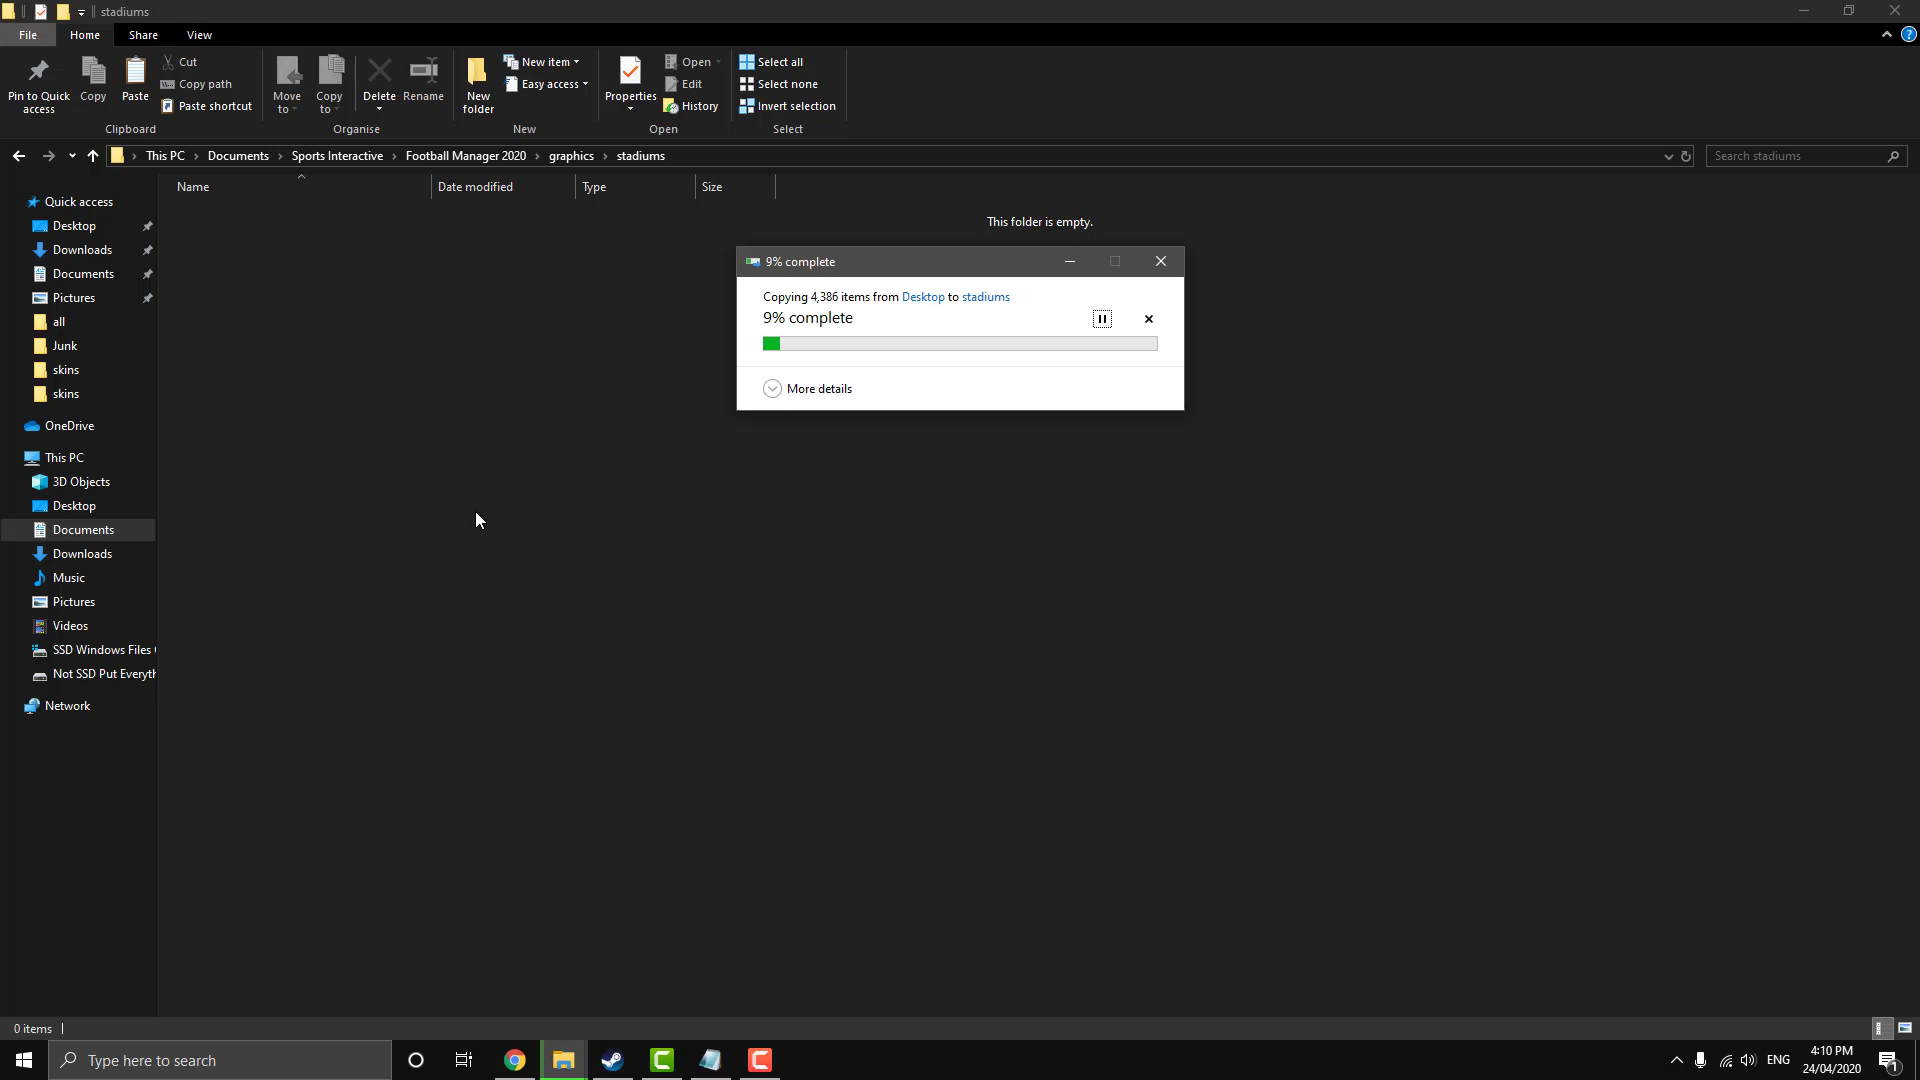 stadiums
File Home Share View
Pin to Quick access
Copy
Paste
Cut
Copy path
Paste shortcut
Clipboard
Move to
Copy to
Delete
Rename
Organise
New folder
New item
Easy access
New
Properties
Open
Edit
History
Open
Select all
Select none
Invert selection
Select
This PC Documents Sports Interactive Football Manager 2020 graphics stadiums
Search stadiums
Name Date modified Type Size
This folder is empty.
Quick access
Desktop
Downloads
Documents
Pictures
all
Junk
skins
skins
OneDrive
This PC
3D Objects
Desktop
Documents
Downloads
Music
Pictures
Videos
SSD Windows Files (
Not SSD Put Everyth
Network
9% complete
Copying 4,386 items from Desktop to stadiums
9% complete
More details
0 items
Type here to search
ENG
4:10 PM
24/04/2020
1